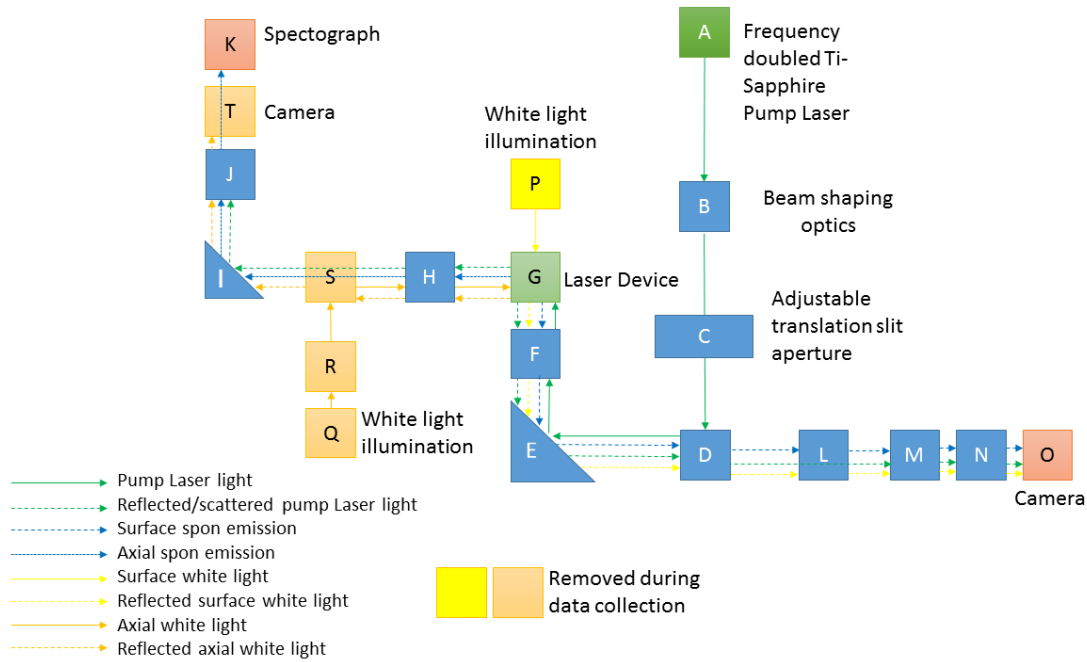 K
Spectograph
A
Frequency
doubled Ti-
Sapphire
Pump Laser
T
Camera
White light
illumination
J
P
B
Beam shaping
optics
I
S
H
G
Laser Device
C
Adjustable
translation slit
aperture
R
F
Q
White light
illumination
E
D
L
M
N
O
Camera
Pump Laser light
Reflected/scattered pump Laser light
Surface spon emission
Axial spon emission
Surface white light
Reflected surface white light
Axial white light
Reflected axial white light
Removed during
data collection